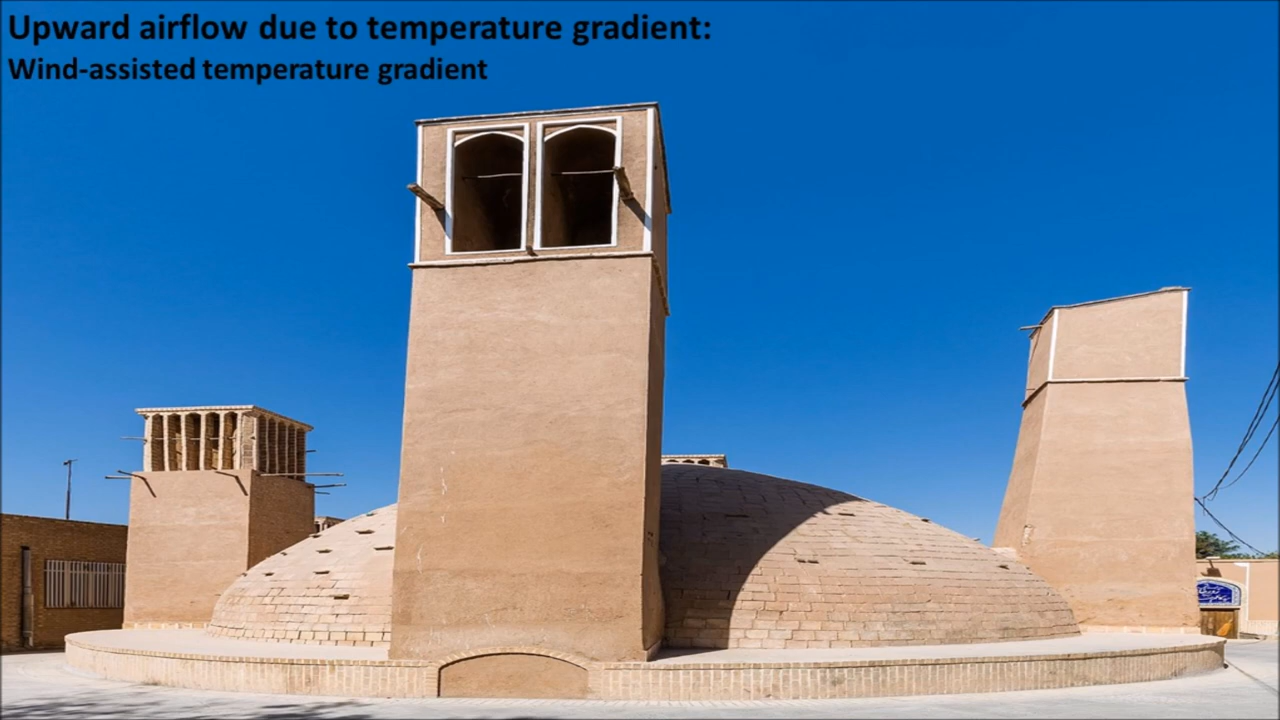 Upward airflow due to temperature gradient:
Wind-assisted temperature gradient